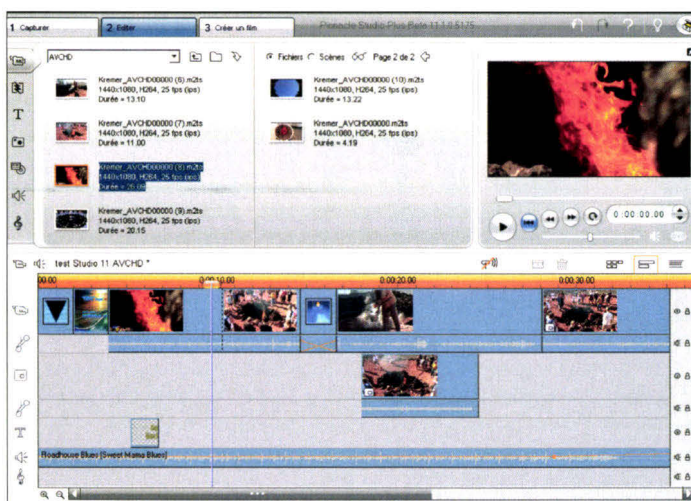 1 Capturer
2 Editer
3 Créer un film
Pinnacle Studio Plus Beta 11.1.0.5175
AVCHD
Fichiers
Scènes
Page 2 de 2
Kremer_AVCHD00000 (6).m2ts
1440x1080, H264, 25 fps (ips)
Durée = 13.10
Kremer_AVCHD00000 (7).m2ts
1440x1080, H264, 25 fps (ips)
Durée = 11.00
Kremer_AVCHD00000 (8).m2ts
1440x1080, H264, 25 fps (ips)
Durée = 25.09
Kremer_AVCHD00000 (9).m2ts
1440x1080, H264, 25 fps (ips)
Durée = 20.15
Kremer_AVCHD00000 (10).m2ts
1440x1080, H264, 25 fps (ips)
Durée = 13.22
Kremer_AVCHD00000.m2ts
1440x1080, H264, 25 fps (ips)
Durée = 4.19
0:00:00.00
test Studio 11 AVCHD *
00.00
0:00:10.00
0:00:20.00
0:00:30.00
T
Roadhouse Blues [Sweet Mama Blues]